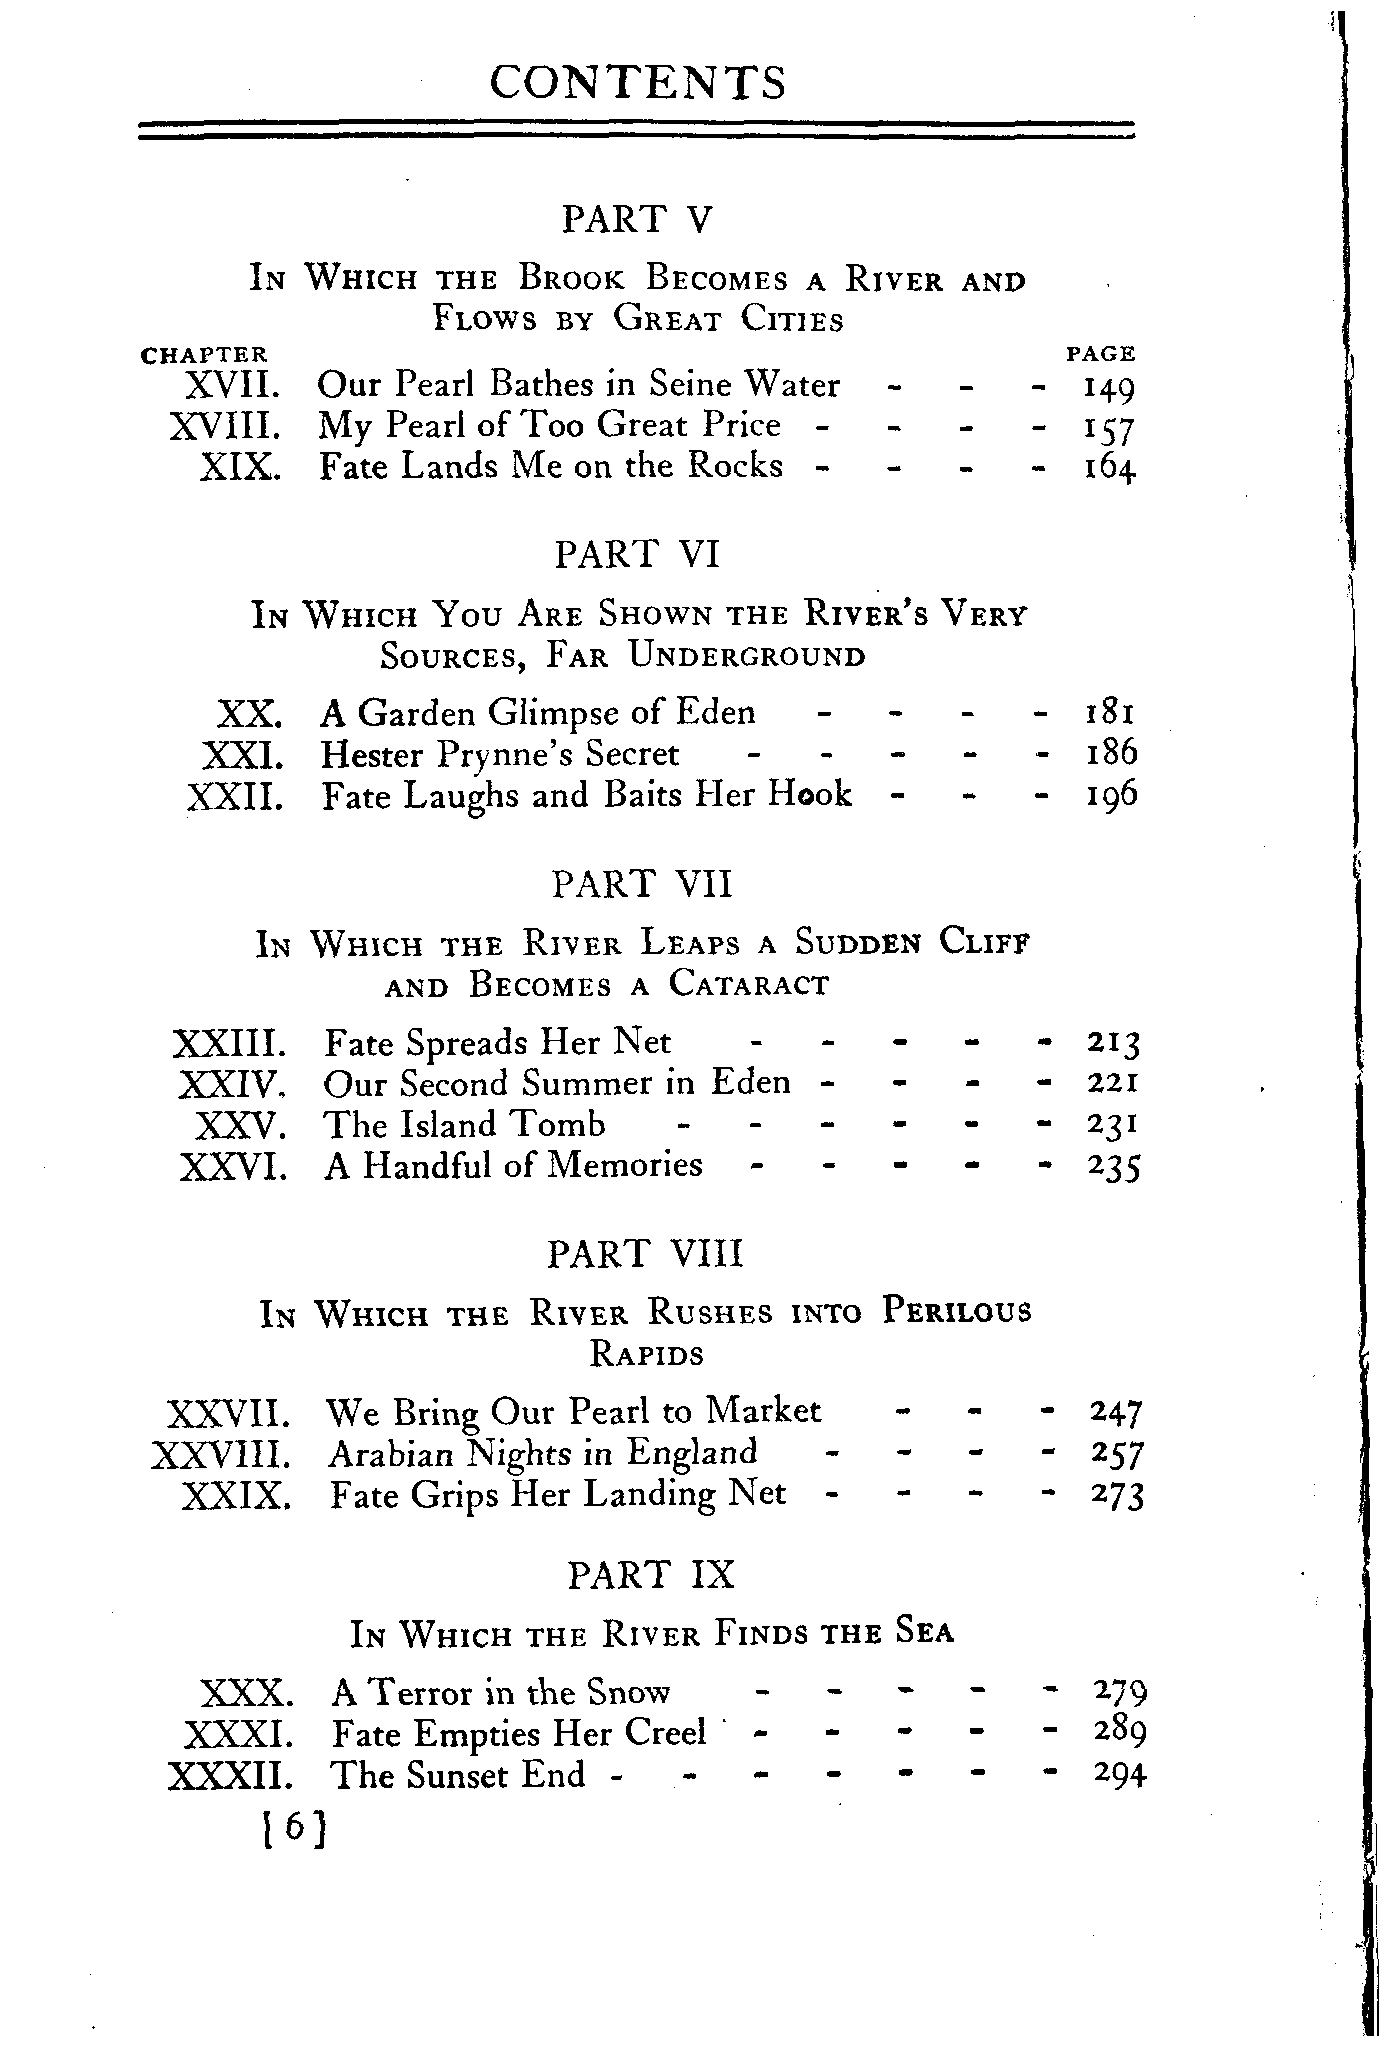 CONTENTS
PART V
In Which the Brook Becomes a River and
Flows by Great Cities
CHAPTER PAGE
XVII. Our Pearl Bathes in Seine Water - - - 149
XVIII. My Pearl of Too Great Price - - - - 157
XIX. Fate Lands Me on the Rocks - - - - 164
PART VI
In Which You Are Shown the River's Very
Sources, Far Underground
XX. A Garden Glimpse of Eden - - - - 181
XXI. Hester Prynne's Secret - - - - - 186
XXII. Fate Laughs and Baits Her Hook - - - 196
PART VII
In Which the River Leaps a Sudden Cliff
and Becomes a Cataract
XXIII. Fate Spreads Her Net - - - - - 213
XXIV. Our Second Summer in Eden - - - - 221
XXV. The Island Tomb - - - - - - 231
XXVI. A Handful of Memories - - - - - 235
PART VIII
In Which the River Rushes into Perilous
Rapids
XXVII. We Bring Our Pearl to Market - - - 247
XXVIII. Arabian Nights in England - - - - 257
XXIX. Fate Grips Her Landing Net - - - - 273
PART IX
In Which the River Finds the Sea
XXX. A Terror in the Snow - - - - - 279
XXXI. Fate Empties Her Creel - - - - - 289
XXXII. The Sunset End - - - - - - - 294
[6]